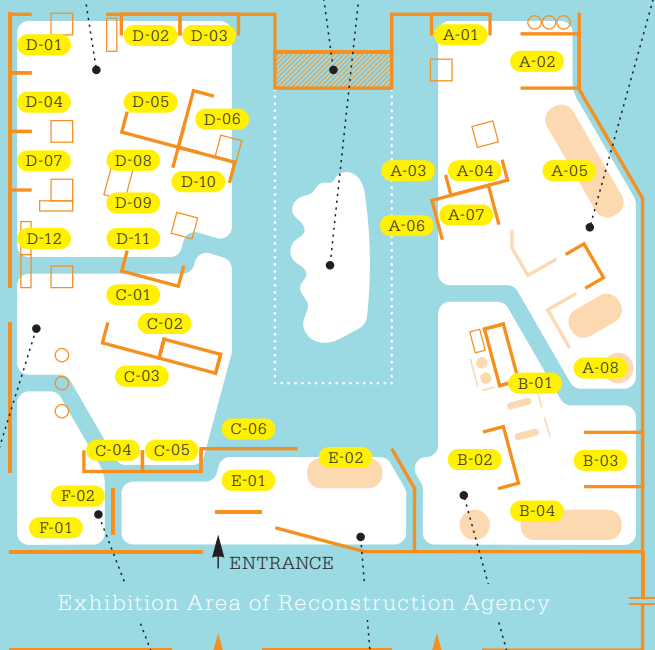 D-01
D-02
D-03
A-01
A-02
D-04
D-05
D-06
D-07
D-08
D-10
A-03
A-04
A-05
D-09
A-07
A-06
D-12
D-11
C-01
C-02
C-03
A-08
B-01
C-06
C-04
C-05
E-02
B-02
B-03
E-01
F-02
B-04
F-01
ENTRANCE
Exhibition Area of Reconstruction Agency